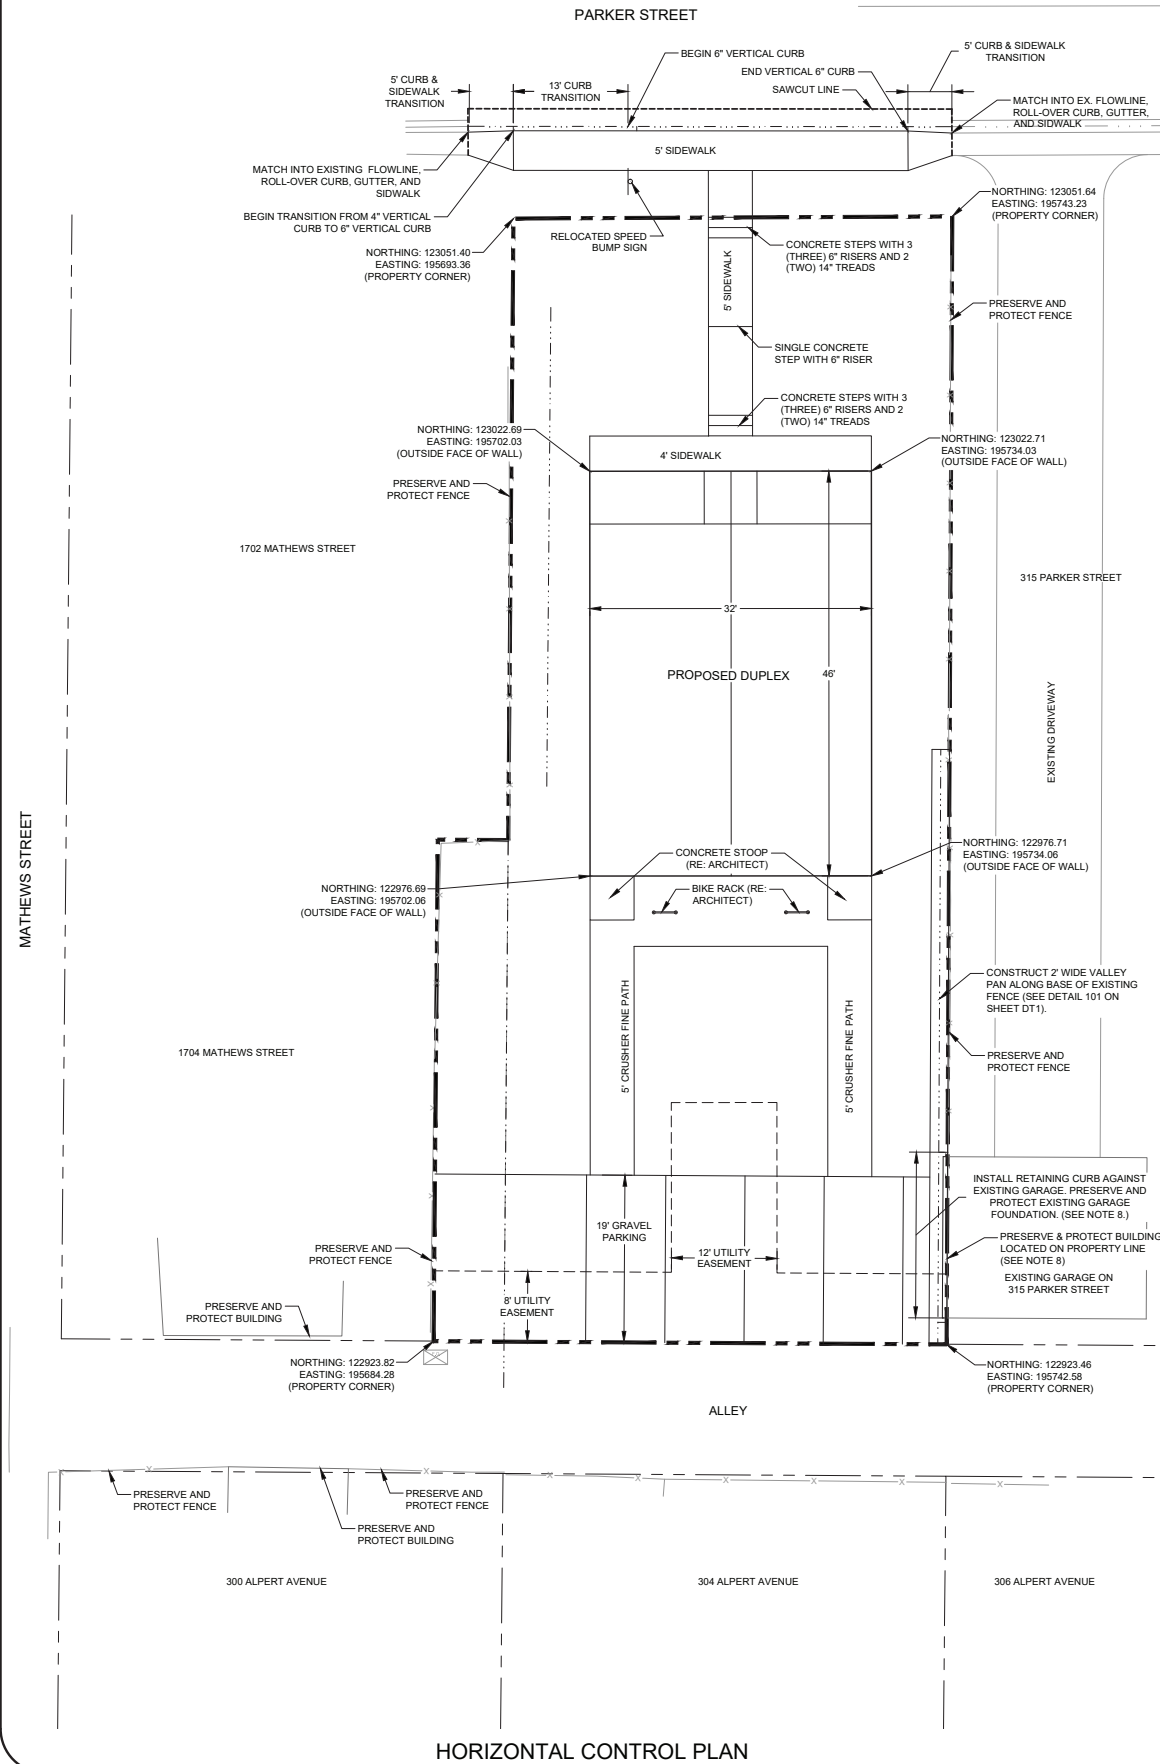 PARKER STREET
BEGIN 6" VERTICAL CURB
5' CURB & SIDEWALK
TRANSITION
END VERTICAL 6" CURB
5' CURB &
SIDEWALK
TRANSITION
13' CURB
TRANSITION
SAWCUT LINE
MATCH INTO EX. FLOWLINE,
ROLL-OVER CURB, GUTTER,
AND SIDWALK
5' SIDEWALK
MATCH INTO EXISTING FLOWLINE,
ROLL-OVER CURB, GUTTER, AND
SIDWALK
BEGIN TRANSITION FROM 4" VERTICAL
CURB TO 6" VERTICAL CURB
NORTHING: 123051.64
EASTING: 195743.23
(PROPERTY CORNER)
RELOCATED SPEED
BUMP SIGN
NORTHING: 123051.40
EASTING: 195693.36
(PROPERTY CORNER)
CONCRETE STEPS WITH 3
(THREE) 6" RISERS AND 2
(TWO) 14" TREADS
5' SIDEWALK
PRESERVE AND
PROTECT FENCE
SINGLE CONCRETE
STEP WITH 6" RISER
CONCRETE STEPS WITH 3
(THREE) 6" RISERS AND 2
(TWO) 14" TREADS
NORTHING: 123022.69
EASTING: 195702.03
(OUTSIDE FACE OF WALL)
NORTHING: 123022.71
EASTING: 195734.03
(OUTSIDE FACE OF WALL)
4' SIDEWALK
PRESERVE AND
PROTECT FENCE
1702 MATHEWS STREET
315 PARKER STREET
32'
PROPOSED DUPLEX
46'
EXISTING DRIVEWAY
MATHEWS STREET
CONCRETE STOOP
(RE: ARCHITECT)
NORTHING: 122976.71
EASTING: 195734.06
(OUTSIDE FACE OF WALL)
NORTHING: 122976.69
EASTING: 195702.06
(OUTSIDE FACE OF WALL)
BIKE RACK (RE:
ARCHITECT)
CONSTRUCT 2' WIDE VALLEY
PAN ALONG BASE OF EXISTING
FENCE (SEE DETAIL 101 ON
SHEET DT1).
5' CRUSHER FINE PATH
5' CRUSHER FINE PATH
1704 MATHEWS STREET
PRESERVE AND
PROTECT FENCE
INSTALL RETAINING CURB AGAINST
EXISTING GARAGE. PRESERVE AND
PROTECT EXISTING GARAGE
FOUNDATION. (SEE NOTE 8.)
19' GRAVEL
PARKING
PRESERVE & PROTECT BUILDING
LOCATED ON PROPERTY LINE
(SEE NOTE 8)
PRESERVE AND
PROTECT FENCE
12' UTILITY
EASEMENT
EXISTING GARAGE ON
315 PARKER STREET
8' UTILITY
EASEMENT
PRESERVE AND
PROTECT BUILDING
NORTHING: 122923.82
EASTING: 195684.28
(PROPERTY CORNER)
NORTHING: 122923.46
EASTING: 195742.58
(PROPERTY CORNER)
ALLEY
PRESERVE AND
PROTECT FENCE
PRESERVE AND
PROTECT FENCE
PRESERVE AND
PROTECT BUILDING
300 ALPERT AVENUE
304 ALPERT AVENUE
306 ALPERT AVENUE
HORIZONTAL CONTROL PLAN